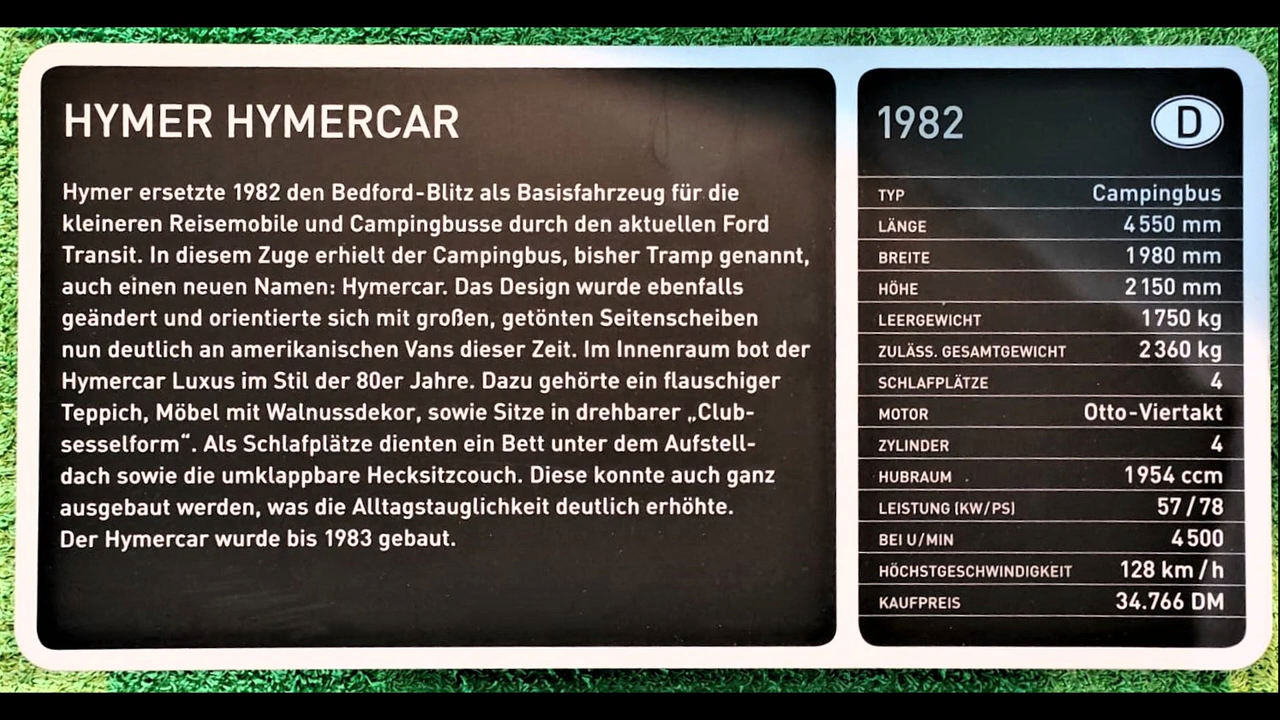 HYMER HYMERCAR
Hymer ersetzte 1982 den Bedford-Blitz als Basisfahrzeug für die
kleineren Reisemobile und Campingbusse durch den aktuellen Ford
Transit. In diesem Zuge erhielt der Campingbus, bisher Tramp genannt,
auch einen neuen Namen: Hymercar. Das Design wurde ebenfalls
geändert und orientierte sich mit großen, getönten Seitenscheiben
nun deutlich an amerikanischen Vans dieser Zeit. Im Innenraum bot der
Hymercar Luxus im Stil der 80er Jahre. Dazu gehörte ein flauschiger
Teppich, Möbel mit Walnussdekor, sowie Sitze in drehbarer „Club-
sesselform“. Als Schlafplätze dienten ein Bett unter dem Aufstell-
dach sowie die umklappbare Hecksitzcouch. Diese konnte auch ganz
ausgebaut werden, was die Alltagstauglichkeit deutlich erhöhte.
Der Hymercar wurde bis 1983 gebaut.
1982 D
TYP Campingbus
LÄNGE 4550 mm
BREITE 1980 mm
HÖHE 2150 mm
LEERGEWICHT 1750 kg
ZULÄSS. GESAMTGEWICHT 2360 kg
SCHLAFPLÄTZE 4
MOTOR Otto-Viertakt
ZYLINDER 4
HUBRAUM 1954 ccm
LEISTUNG (KW/PS) 57/78
BEI U/MIN 4500
HÖCHSTGESCHWINDIGKEIT 128 km/h
KAUFPREIS 34.766 DM